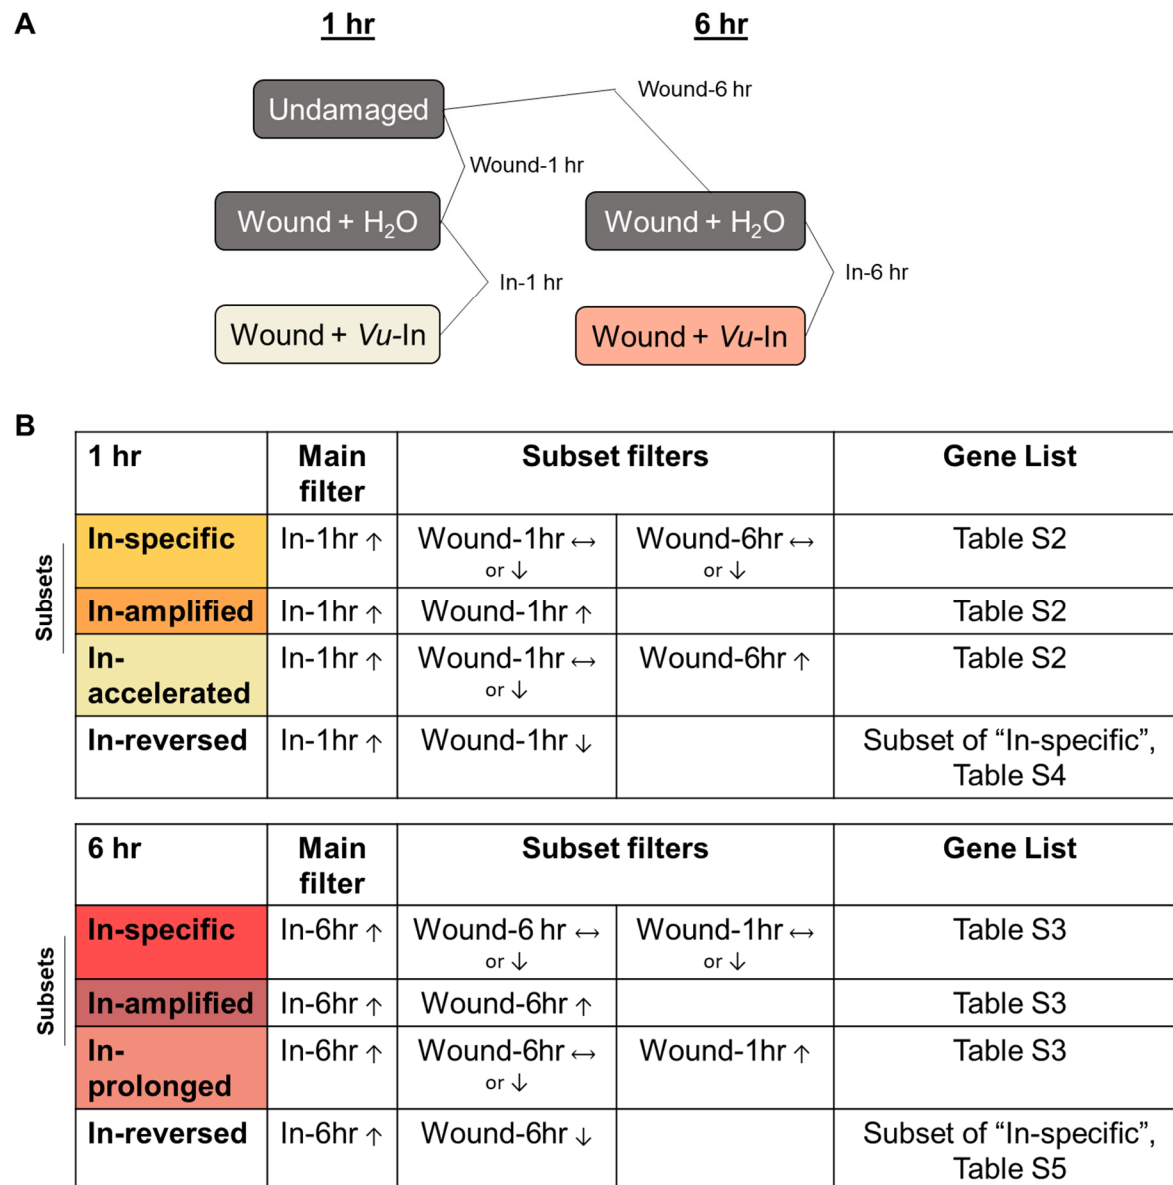 A
1 hr
6 hr
Undamaged
Wound-6 hr
Wound-1 hr
Wound + H₂O
Wound + H₂O
In-1 hr
In-6 hr
Wound + Vu-In
Wound + Vu-In
B
1 hr
Main
filter
Subset filters
Gene List
Subsets
In-specific
In-1hr ↑
Wound-1hr ↔
or ↓
Wound-6hr ↔
or ↓
Table S2
In-amplified
In-1hr ↑
Wound-1hr ↑
Table S2
In-
accelerated
In-1hr ↑
Wound-1hr ↔
or ↓
Wound-6hr ↑
Table S2
In-reversed
In-1hr ↑
Wound-1hr ↓
Subset of “In-specific”,
Table S4
6 hr
Main
filter
Subset filters
Gene List
Subsets
In-specific
In-6hr ↑
Wound-6 hr ↔
or ↓
Wound-1hr ↔
or ↓
Table S3
In-amplified
In-6hr ↑
Wound-6hr ↑
Table S3
In-
prolonged
In-6hr ↑
Wound-6hr ↔
or ↓
Wound-1hr ↑
Table S3
In-reversed
In-6hr ↑
Wound-6hr ↓
Subset of “In-specific”,
Table S5